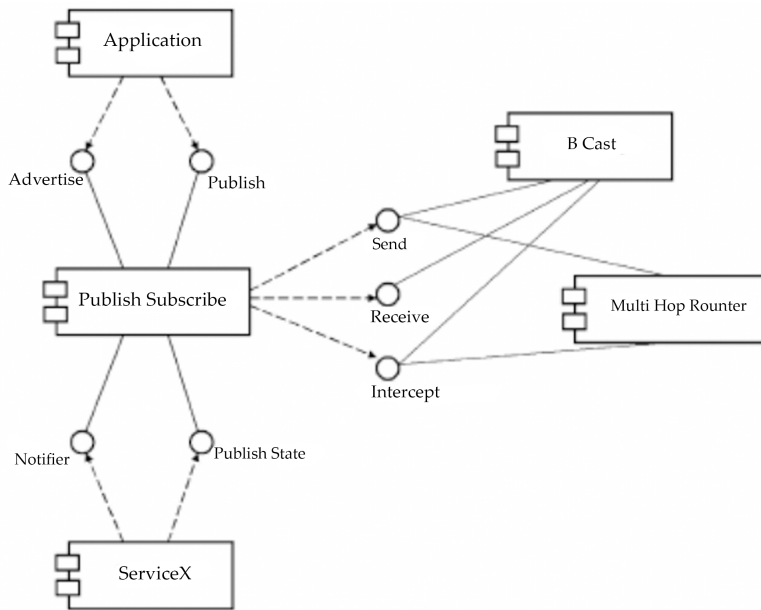 Application
B Cast
Advertise
Publish
Send
Publish Subscribe
Receive
Multi Hop Rounter
Intercept
Notifier
Publish State
ServiceX